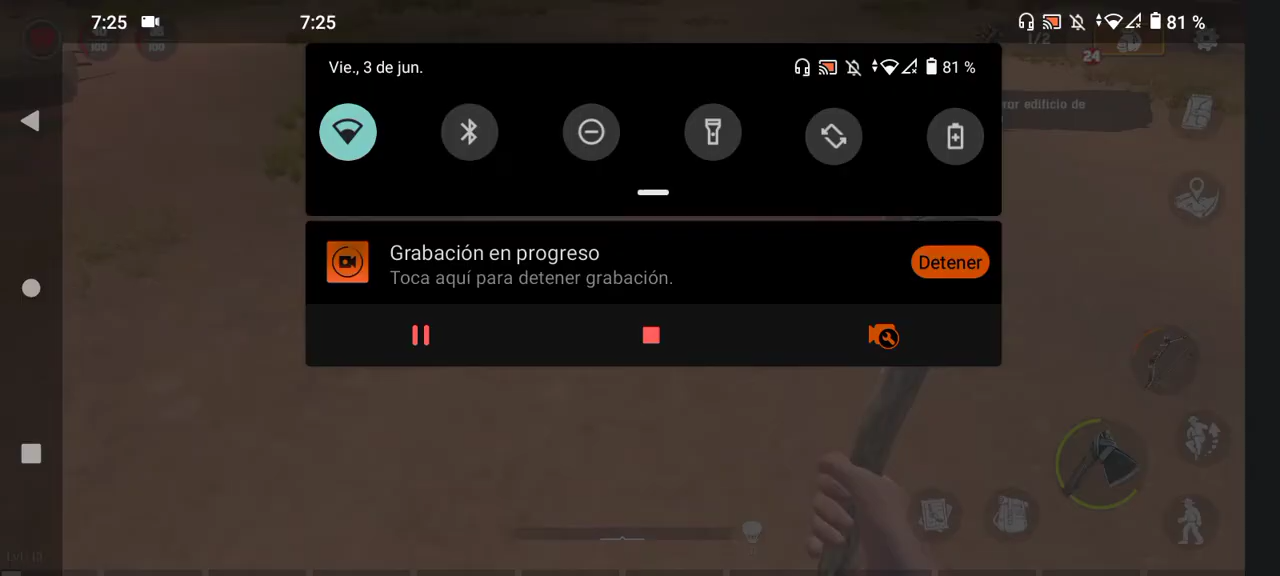 7:25
7:25
81 %
Vie., 3 de jun.
81 %
1/2
24
edificio de
Grabación en progreso
Toca aquí para detener grabación.
Detener
100
100